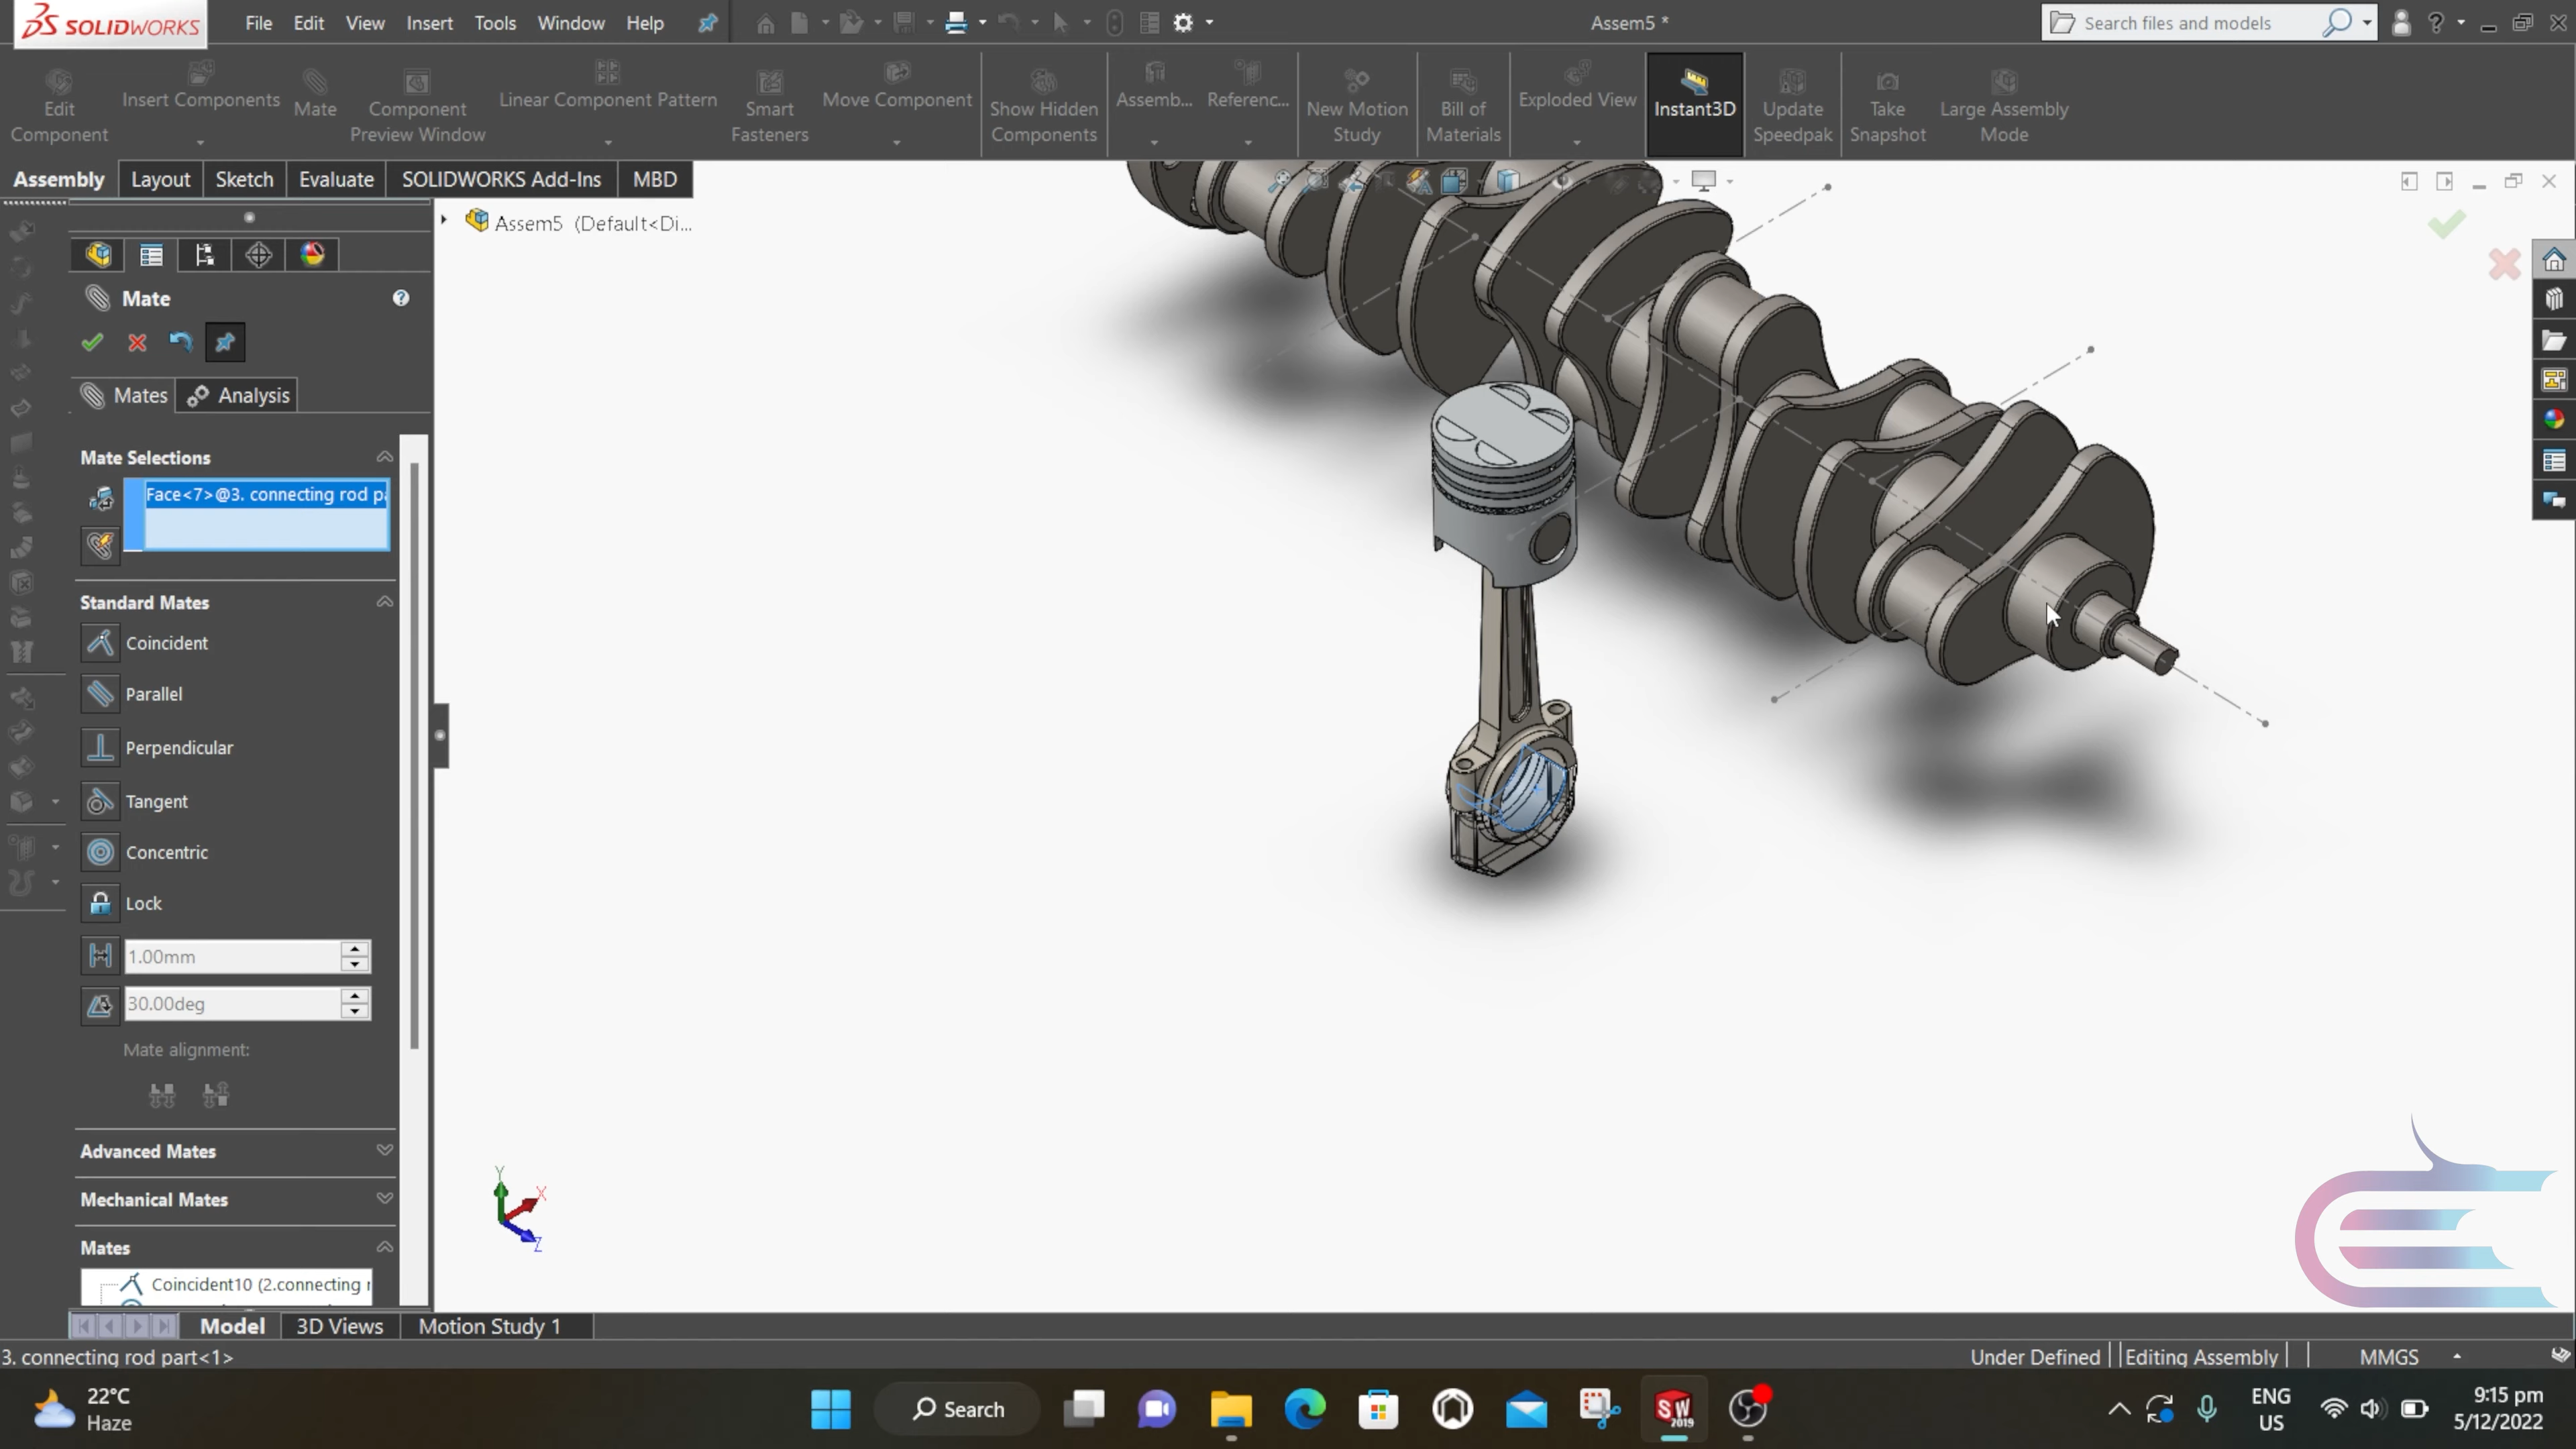 SOLIDWORKS
File Edit View Insert Tools Window Help
Assem5 *
Search files and models
Edit Component
Insert Components
Mate
Component Preview Window
Linear Component Pattern
Smart Fasteners
Move Component
Show Hidden Components
Assemb...
Referenc...
New Motion Study
Bill of Materials
Exploded View
Instant3D
Update Speedpak
Take Snapshot
Large Assembly Mode
Assembly Layout Sketch Evaluate SOLIDWORKS Add-Ins MBD
Assem5 (Default<Di...
Mate
Mates Analysis
Mate Selections
Face<7>@3. connecting rod pa
Standard Mates
Coincident
Parallel
Perpendicular
Tangent
Concentric
Lock
1.00mm
30.00deg
Mate alignment:
Advanced Mates
Mechanical Mates
Mates
Coincident10 (2.connecting r
Y
X
Z
Model 3D Views Motion Study 1
3. connecting rod part<1>
Under Defined Editing Assembly MMGS
22°C
Haze
Search
SW
2019
ENG
US
9:15 pm
5/12/2022